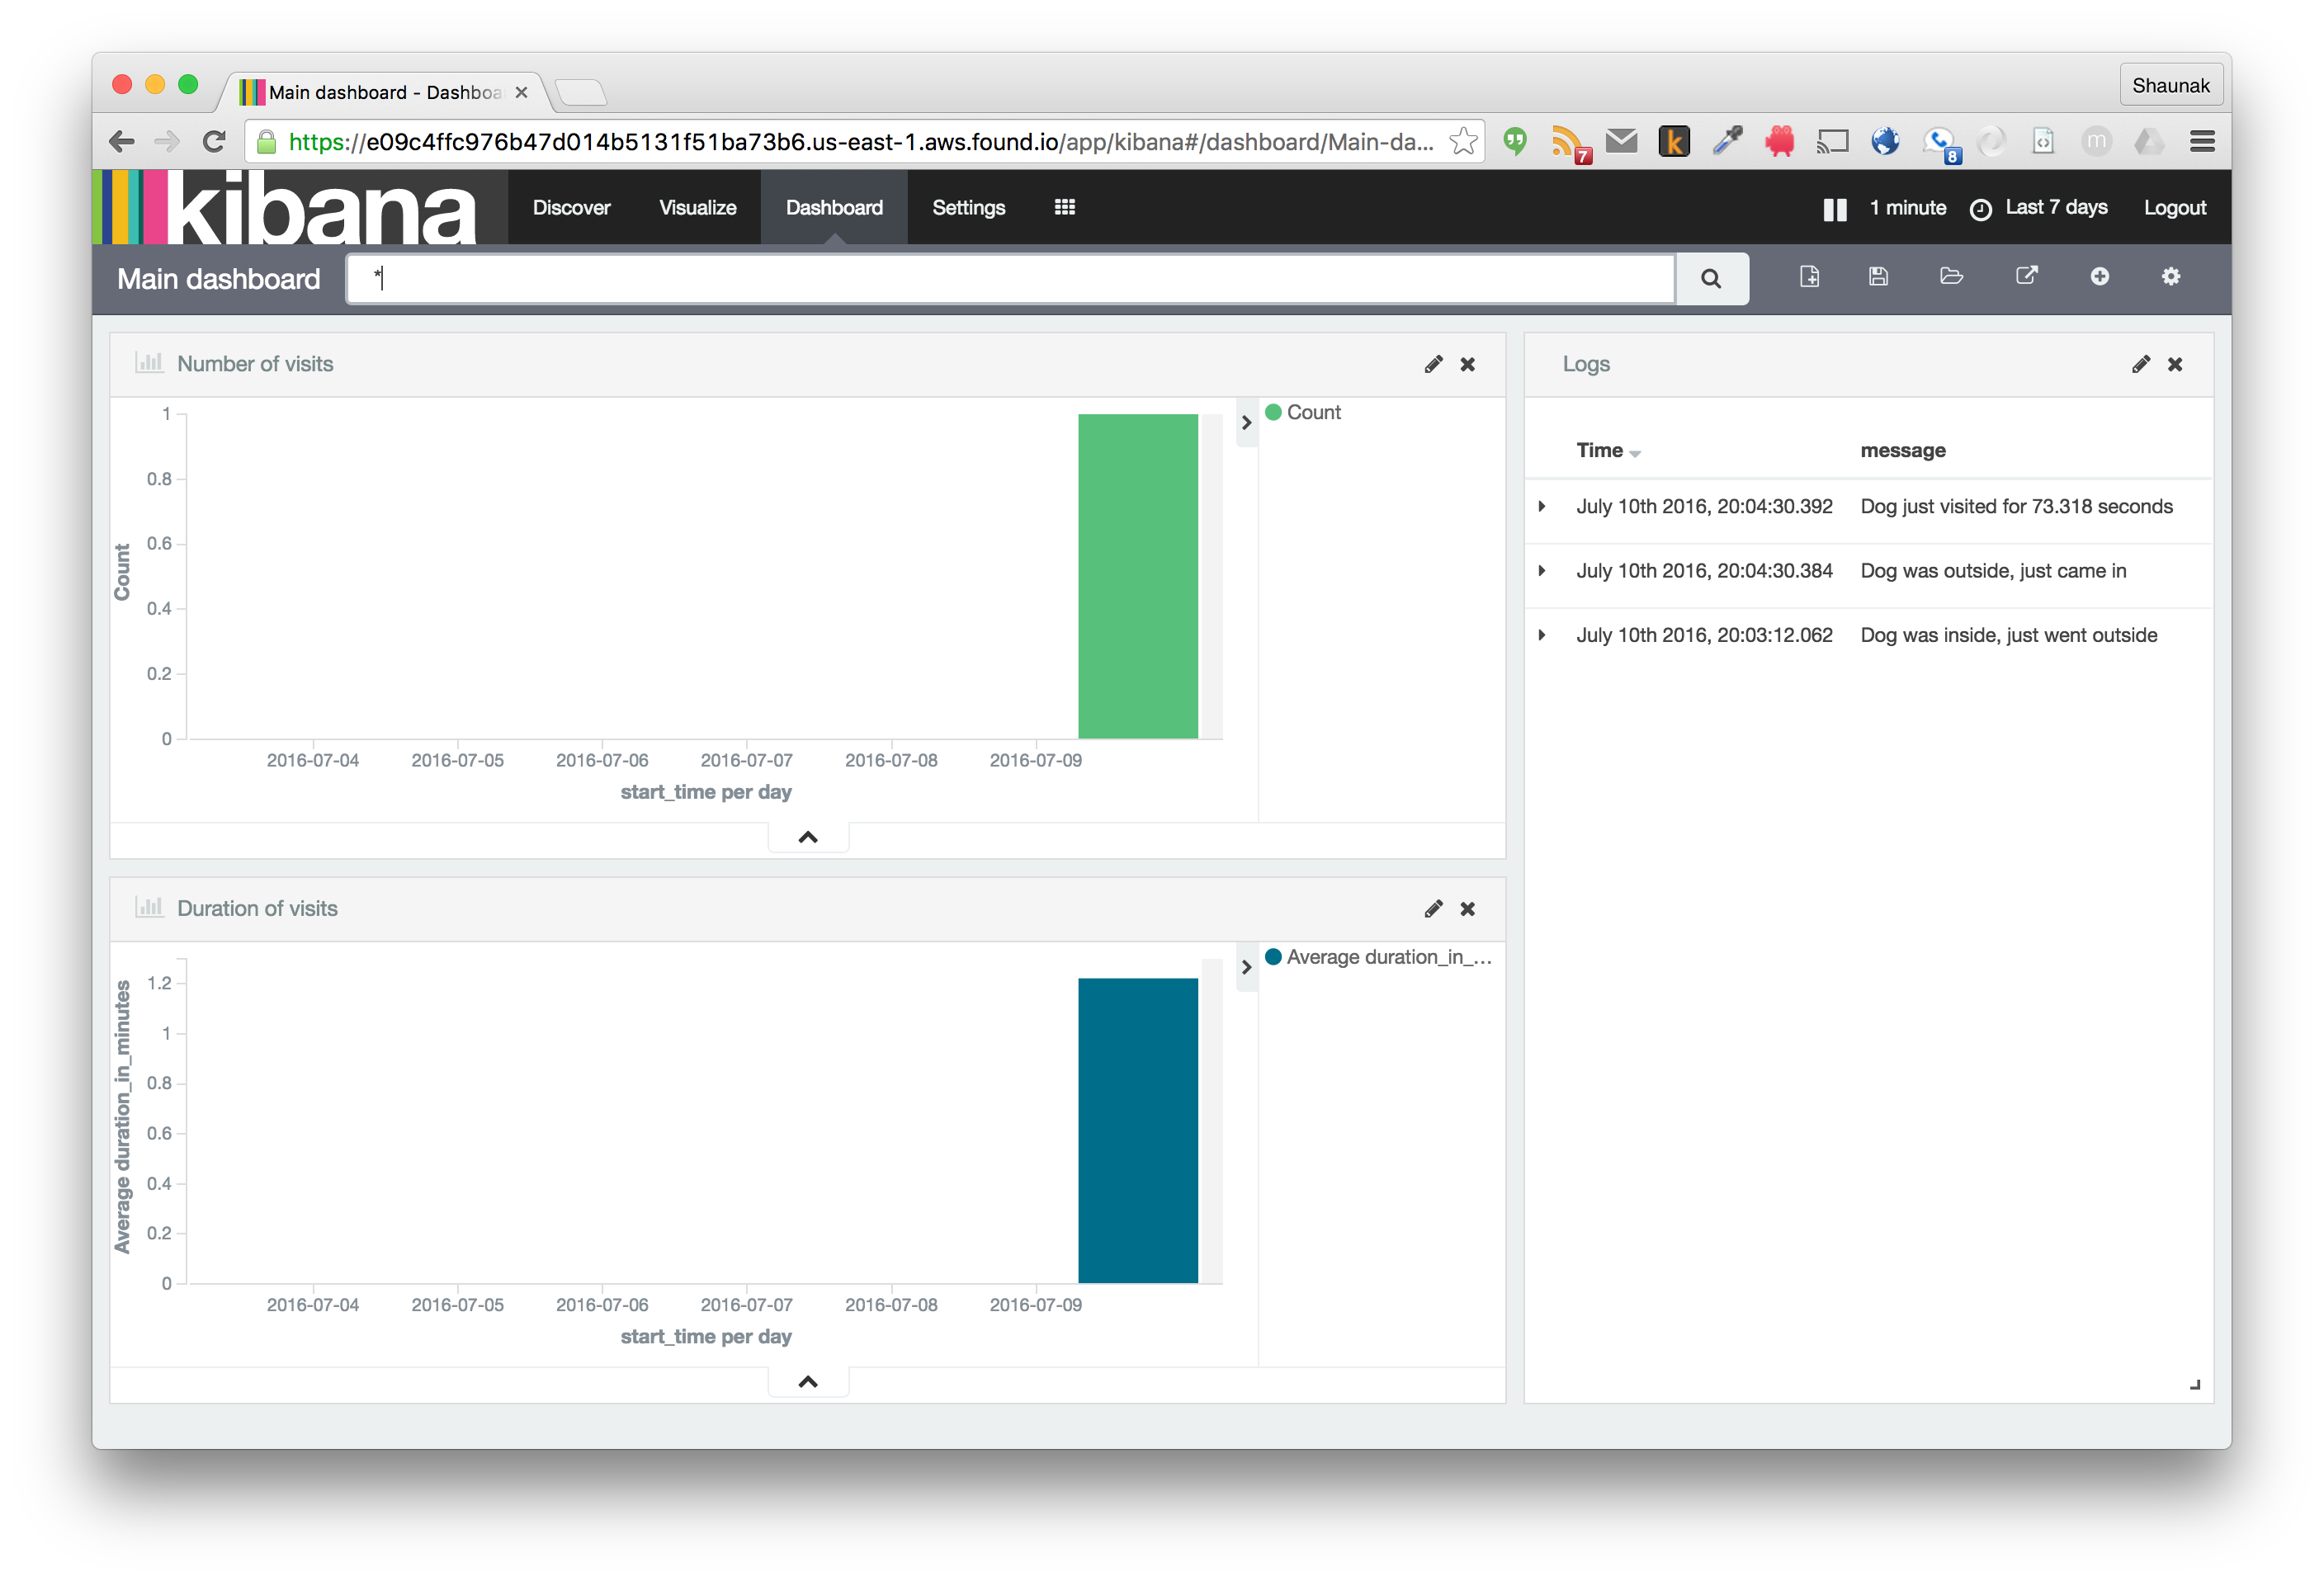 Main dashboard - Dashboa
Shaunak
https://e09c4ffc976b47d014b5131f51ba73b6.us-east-1.aws.found.io/app/kibana#/dashboard/Main-da...
7
k
8
m
kibana
Discover
Visualize
Dashboard
Settings
1 minute
Last 7 days
Logout
Main dashboard
*
Number of visits
Count
1
0.8
0.6
0.4
0.2
0
Count
2016-07-04 2016-07-05 2016-07-06 2016-07-07 2016-07-08 2016-07-09
start_time per day
Duration of visits
Average duration_in_...
1.2
1
0.8
0.6
0.4
0.2
0
Average duration_in_minutes
2016-07-04 2016-07-05 2016-07-06 2016-07-07 2016-07-08 2016-07-09
start_time per day
Logs
Time message
July 10th 2016, 20:04:30.392 Dog just visited for 73.318 seconds
July 10th 2016, 20:04:30.384 Dog was outside, just came in
July 10th 2016, 20:03:12.062 Dog was inside, just went outside